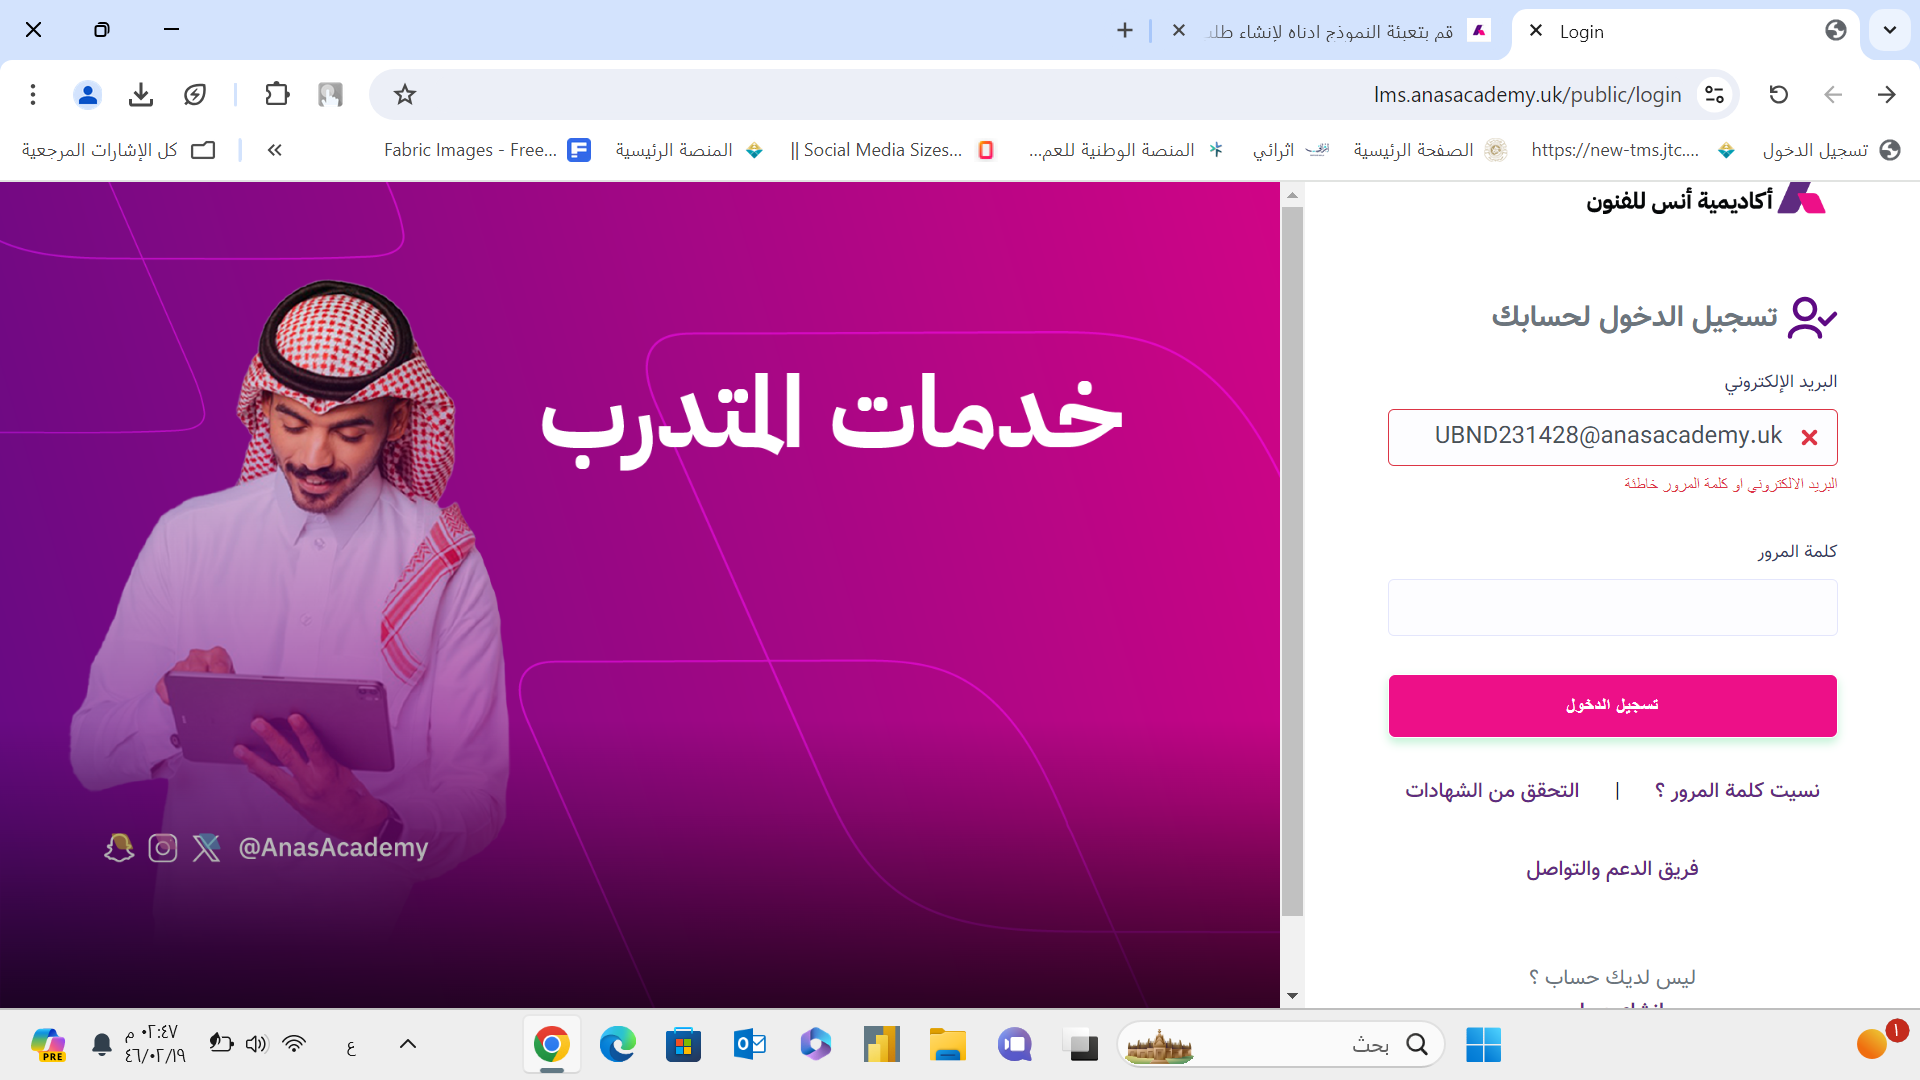 Login
قم بتعبئة النموذج ادناه لإنشاء طلب
lms.anasacademy.uk/public/login
تسجيل الدخول
https://new-tms.jtc....
الصفحة الرئيسية
اثرائي
المنصة الوطنية للعم...
|| Social Media Sizes...
المنصة الرئيسية
Fabric Images - Free...
»
كل الإشارات المرجعية
أكاديمية أنس للفنون
تسجيل الدخول لحسابك
البريد الإلكتروني
UBND231428@anasacademy.uk
البريد الالكتروني او كلمة المرور خاطئة
كلمة المرور
تسجيل الدخول
نسيت كلمة المرور ؟ | التحقق من الشهادات
فريق الدعم والتواصل
ليس لديك حساب ؟
خدمات المتدرب
@AnasAcademy
١
بحث
ع
٠٢:٤٧ م
٤٦/٠٢/١٩
PRE